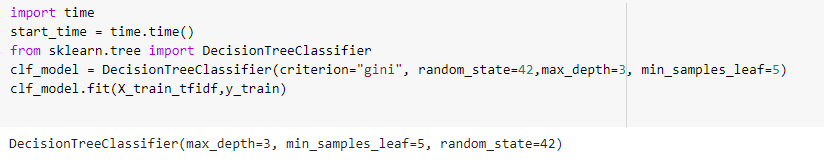 import time
start_time = time.time()
from sklearn.tree import DecisionTreeClassifier
clf_model = DecisionTreeClassifier(criterion="gini", random_state=42,max_depth=3, min_samples_leaf=5)
clf_model.fit(X_train_tfidf,y_train)
DecisionTreeClassifier(max_depth=3, min_samples_leaf=5, random_state=42)